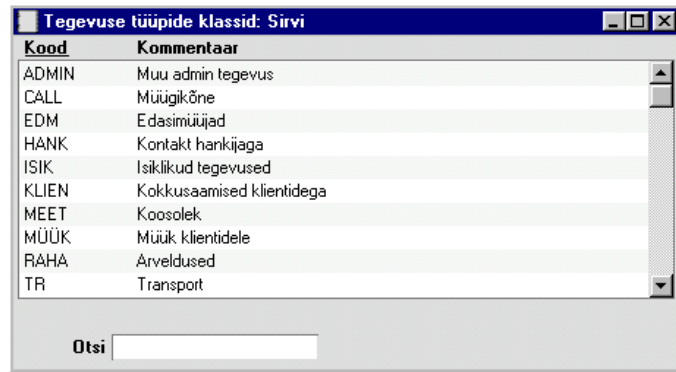 Tegevuse tüüpide klassid: Sirvi
Kood Kommentaar
ADMIN Muu admin tegevus
CALL Müügikõne
EDM Edasimüüjad
HANK Kontakt hankijaga
ISIK Isiklikud tegevused
KLIEN Kokkusaamised klientidega
MEET Koosolek
MÜÜK Müük klientidele
RAHA Arveldused
TR Transport
Otsi